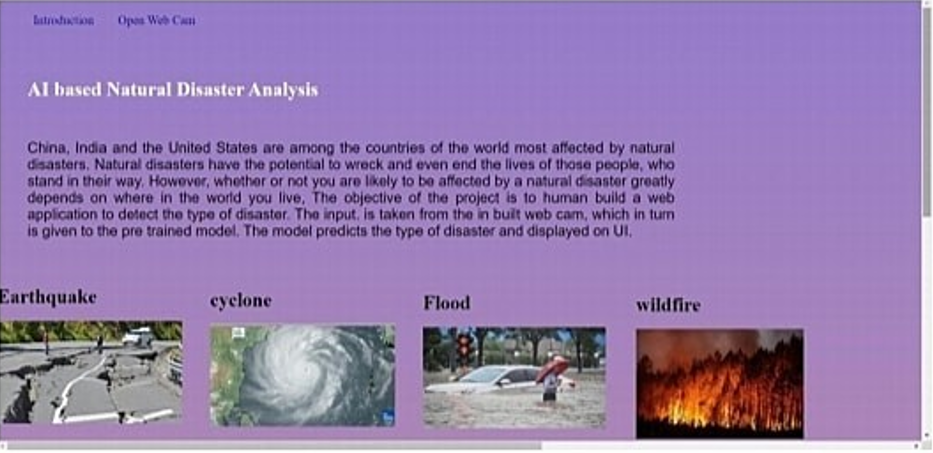 Introduction Open Web Cam
AI based Natural Disaster Analysis
China, India and the United States are among the countries of the world most affected by natural
disasters. Natural disasters have the potential to wreck and even end the lives of those people, who
stand in their way. However, whether or not you are likely to be affected by a natural disaster greatly
depends on where in the world you live, The objective of the project is to human build a web
application to detect the type of disaster. The input. is taken from the in built web cam, which in turn
is given to the pre trained model. The model predicts the type of disaster and displayed on UI.
Earthquake cyclone Flood wildfire